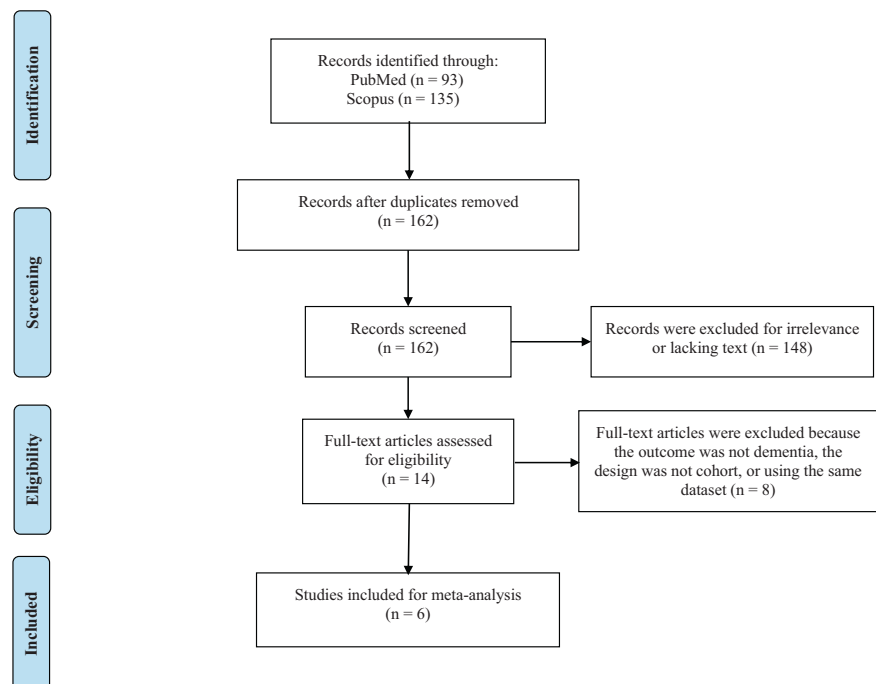 Identification
Records identified through:
PubMed (n = 93)
Scopus (n = 135)
Records after duplicates removed
(n = 162)
Screening
Records screened
(n = 162)
Records were excluded for irrelevance
or lacking text (n = 148)
Eligibility
Full-text articles assessed
for eligibility
(n = 14)
Full-text articles were excluded because
the outcome was not dementia, the
design was not cohort, or using the same
dataset (n = 8)
Included
Studies included for meta-analysis
(n = 6)